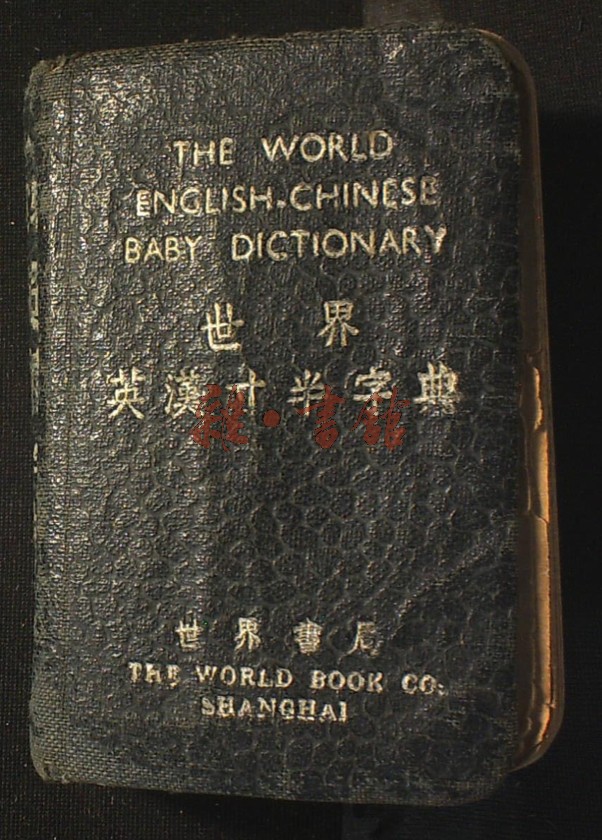 THE WORLD
ENGLISH-CHINESE
BABY DICTIONARY
世界
英漢寸半字典
世界書局
THE WORLD BOOK CO.
SHANGHAI